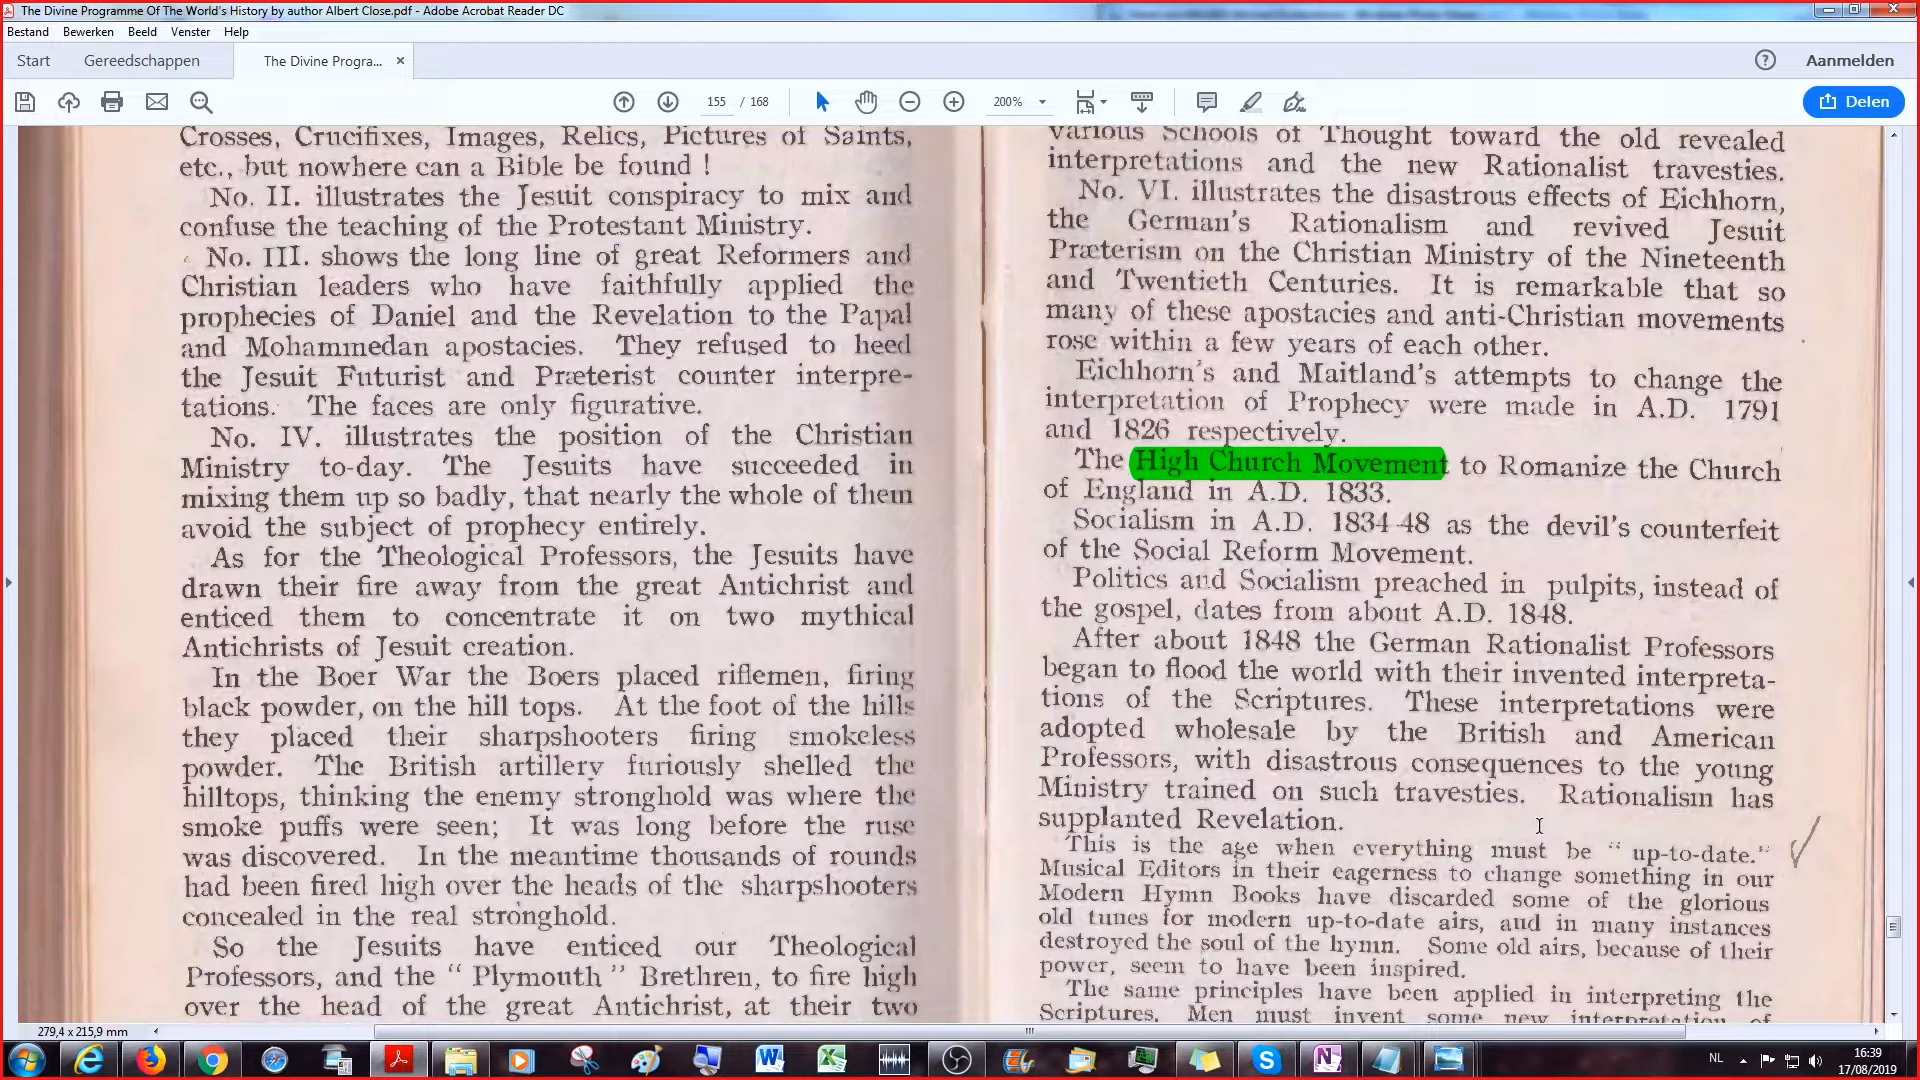 The Divine Programme Of The World's History by author Albert Close.pdf - Adobe Acrobat Reader DC
Bestand Bewerken Beeld Venster Help
Start Gereedschappen The Divine Progra... Aanmelden
155 / 168 200% Delen
Crosses, Crucifixes, Images, Relics, Pictures of Saints,
etc., but nowhere can a Bible be found !
No. II. illustrates the Jesuit conspiracy to mix and
confuse the teaching of the Protestant Ministry.
No. III. shows the long line of great Reformers and
Christian leaders who have faithfully applied the
prophecies of Daniel and the Revelation to the Papal
and Mohammedan apostacies. They refused to heed
the Jesuit Futurist and Præterist counter interpre-
tations. The faces are only figurative.
No. IV. illustrates the position of the Christian
Ministry to-day. The Jesuits have succeeded in
mixing them up so badly, that nearly the whole of them
avoid the subject of prophecy entirely.
As for the Theological Professors, the Jesuits have
drawn their fire away from the great Antichrist and
enticed them to concentrate it on two mythical
Antichrists of Jesuit creation.
In the Boer War the Boers placed riflemen, firing
black powder, on the hill tops. At the foot of the hills
they placed their sharpshooters firing smokeless
powder. The British artillery furiously shelled the
hilltops, thinking the enemy stronghold was where the
smoke puffs were seen; It was long before the ruse
was discovered. In the meantime thousands of rounds
had been fired high over the heads of the sharpshooters
concealed in the real stronghold.
So the Jesuits have enticed our Theological
Professors, and the " Plymouth " Brethren, to fire high
over the head of the great Antichrist, at their two
various Schools of Thought toward the old revealed
interpretations and the new Rationalist travesties.
No. VI. illustrates the disastrous effects of Eichhorn,
the German's Rationalism and revived Jesuit
Præterism on the Christian Ministry of the Nineteenth
and Twentieth Centuries. It is remarkable that so
many of these apostacies and anti-Christian movements
rose within a few years of each other.
Eichhorn's and Maitland's attempts to change the
interpretation of Prophecy were made in A.D. 1791
and 1826 respectively.
The High Church Movement to Romanize the Church
of England in A.D. 1833.
Socialism in A.D. 1834-48 as the devil's counterfeit
of the Social Reform Movement.
Politics and Socialism preached in pulpits, instead of
the gospel, dates from about A.D. 1848.
After about 1848 the German Rationalist Professors
began to flood the world with their invented interpreta-
tions of the Scriptures. These interpretations were
adopted wholesale by the British and American
Professors, with disastrous consequences to the young
Ministry trained on such travesties. Rationalism has
supplanted Revelation.
This is the age when everything must be " up-to-date."
Musical Editors in their eagerness to change something in our
Modern Hymn Books have discarded some of the glorious
old tunes for modern up-to-date airs, and in many instances
destroyed the soul of the hymn. Some old airs, because of their
power, seem to have been inspired.
The same principles have been applied in interpreting the
Scriptures. Men must invent some new interpretation of
279,4 x 215,9 mm
NL 16:39
17/08/2019